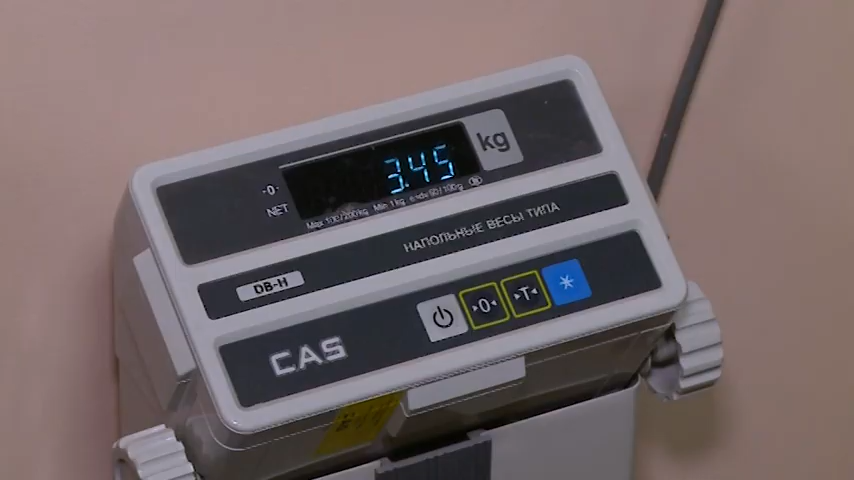 3.45 kg
-0-
NET
Max 100/200kg Min 1kg e=d= 50/100g
НАПОЛЬНЫЕ ВЕСЫ ТИПА
DB-H
0 T *
CAS